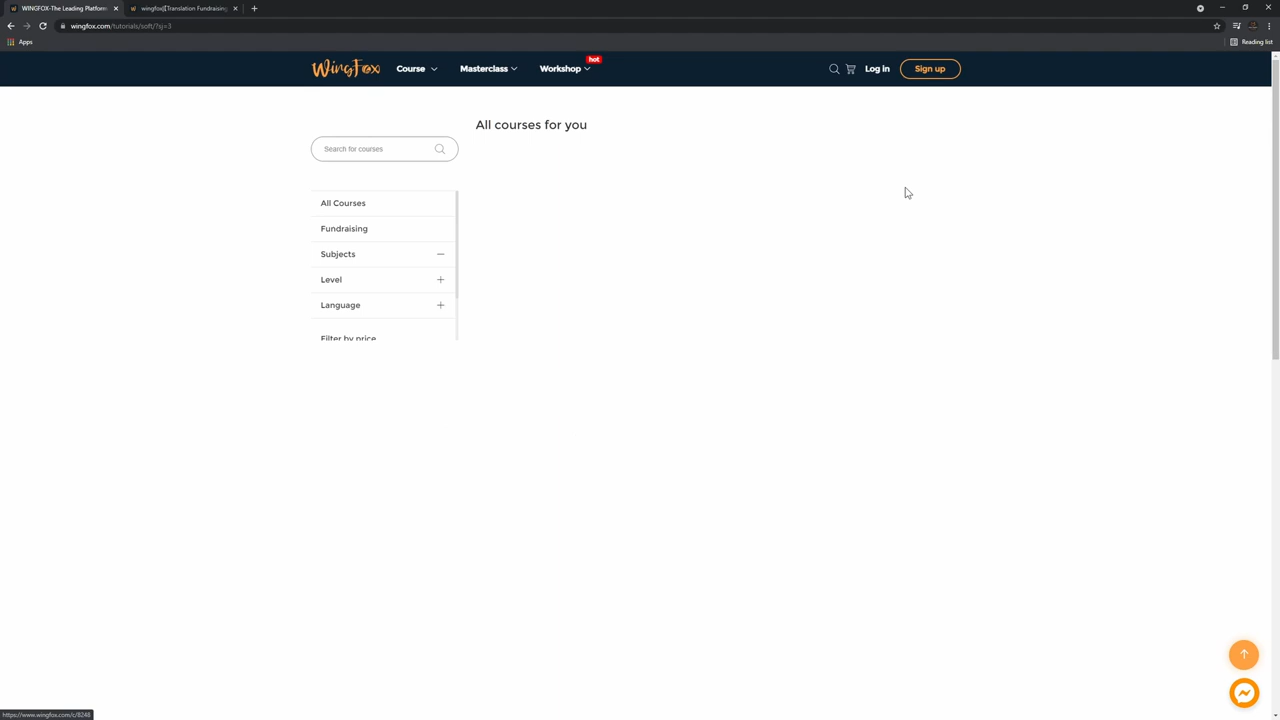 WINGFOX-The Leading Platform
wingfox|[Translation Fundraising
wingfox.com/tutorials/soft/?sj=3
Apps
Reading list
WingFox
Course
Masterclass
Workshop
hot
Log in
Sign up
All courses for you
Search for courses
All Courses
Fundraising
Subjects
Level
Language
Filter by price
https://www.wingfox.com/c/8248